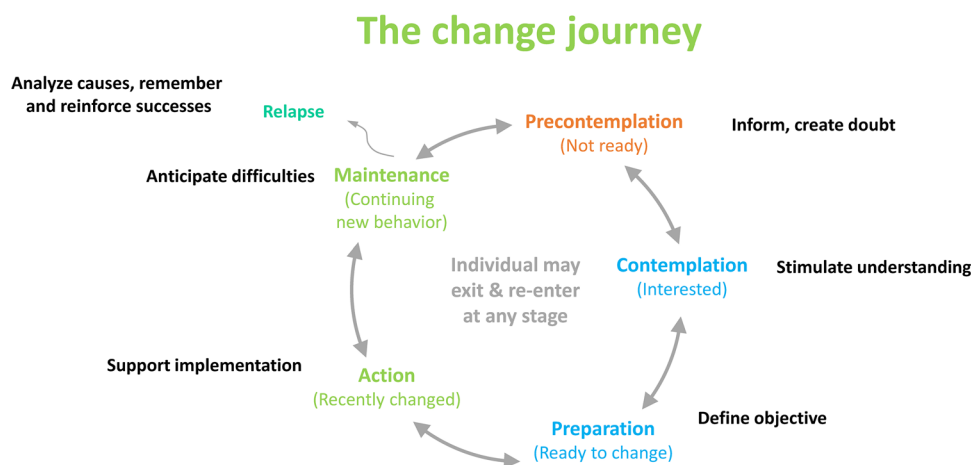 The change journey
Analyze causes, remember
and reinforce successes
Relapse
Precontemplation
(Not ready)
Inform, create doubt
Anticipate difficulties
Maintenance
(Continuing
new behavior)
Individual may
exit & re-enter
at any stage
Contemplation
(Interested)
Stimulate understanding
Support implementation
Action
(Recently changed)
Preparation
(Ready to change)
Define objective